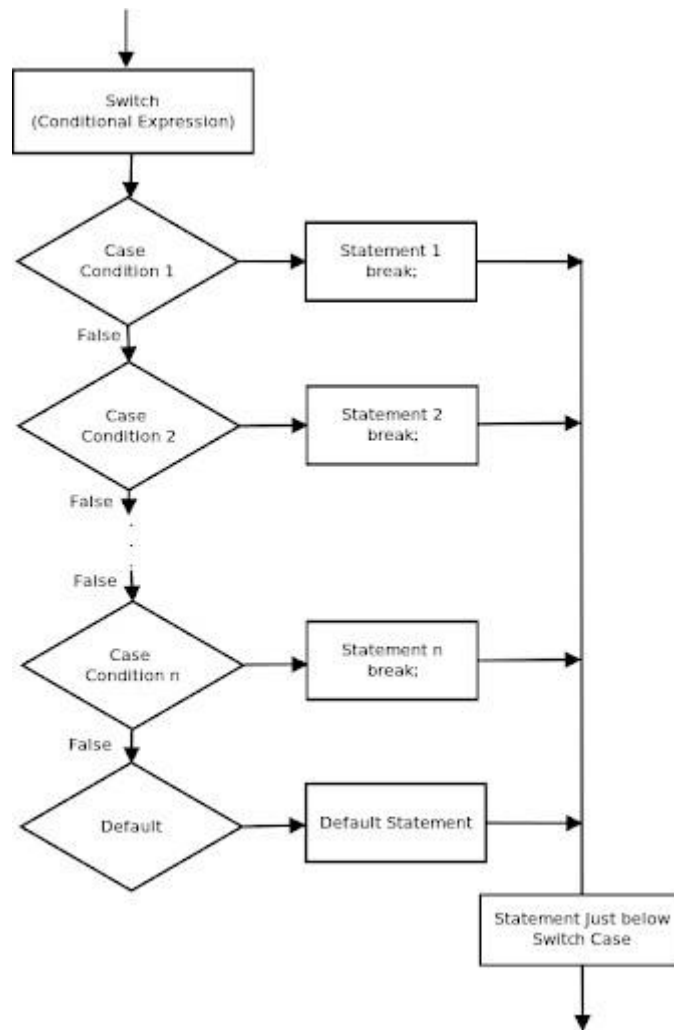 Switch
(Conditional Expression)
Case
Condition 1
Statement 1
break;
False
Case
Condition 2
Statement 2
break;
False
False
Case
Condition n
Statement n
break;
False
Default
Default Statement
Statement Just below
Switch Case